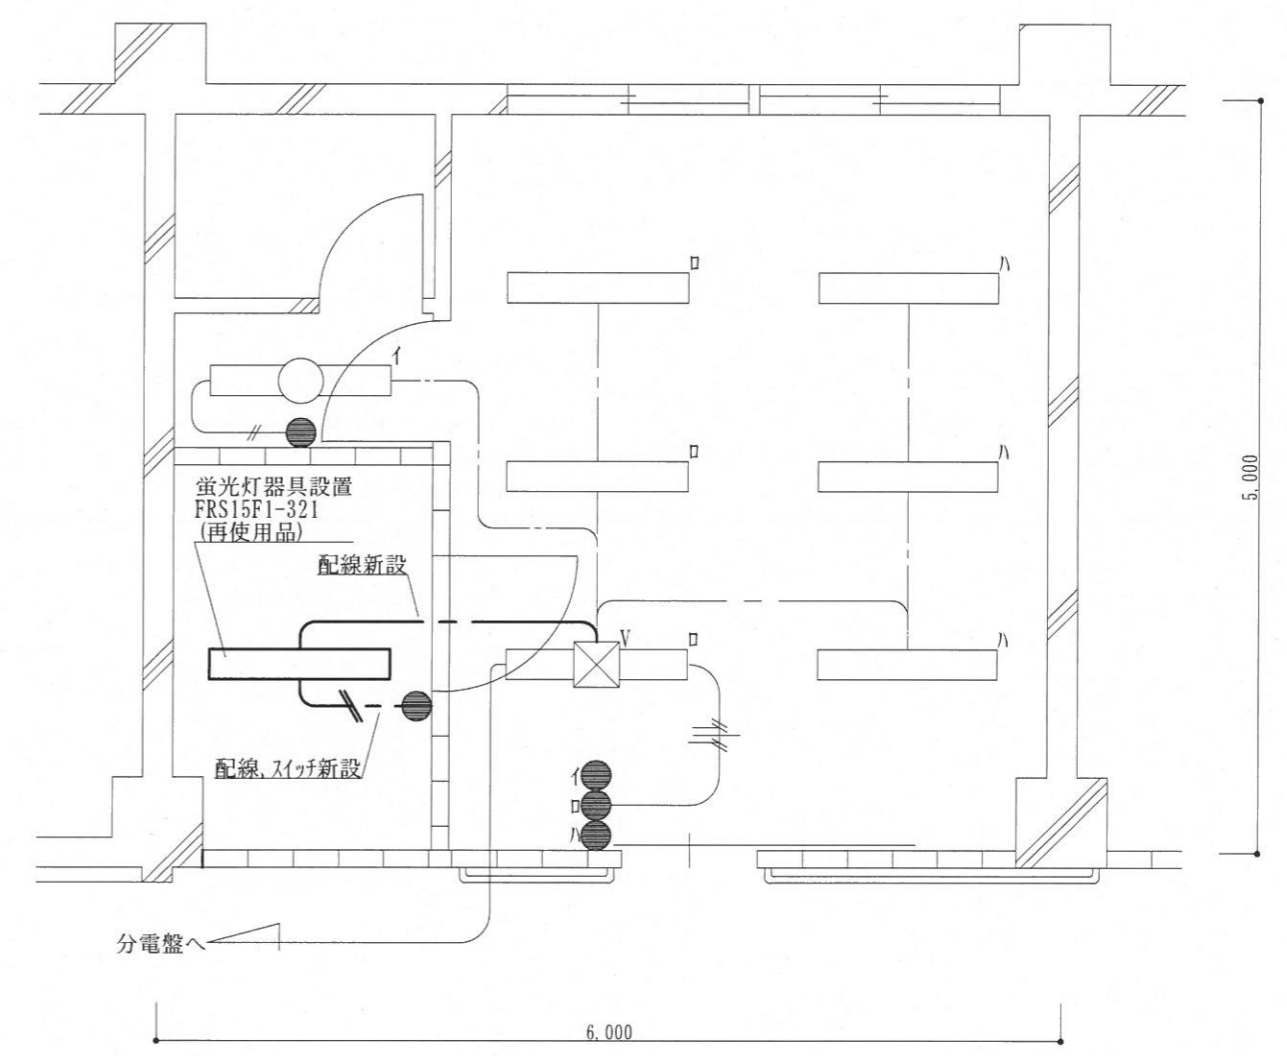 ロ
ハ
イ
ロ
ハ
蛍光灯器具設置
FRS15F1-321
(再使用品)
配線新設
V
ロ
ハ
配線,スイッチ新設
イ
ロ
ハ
分電盤へ
5,000
6,000